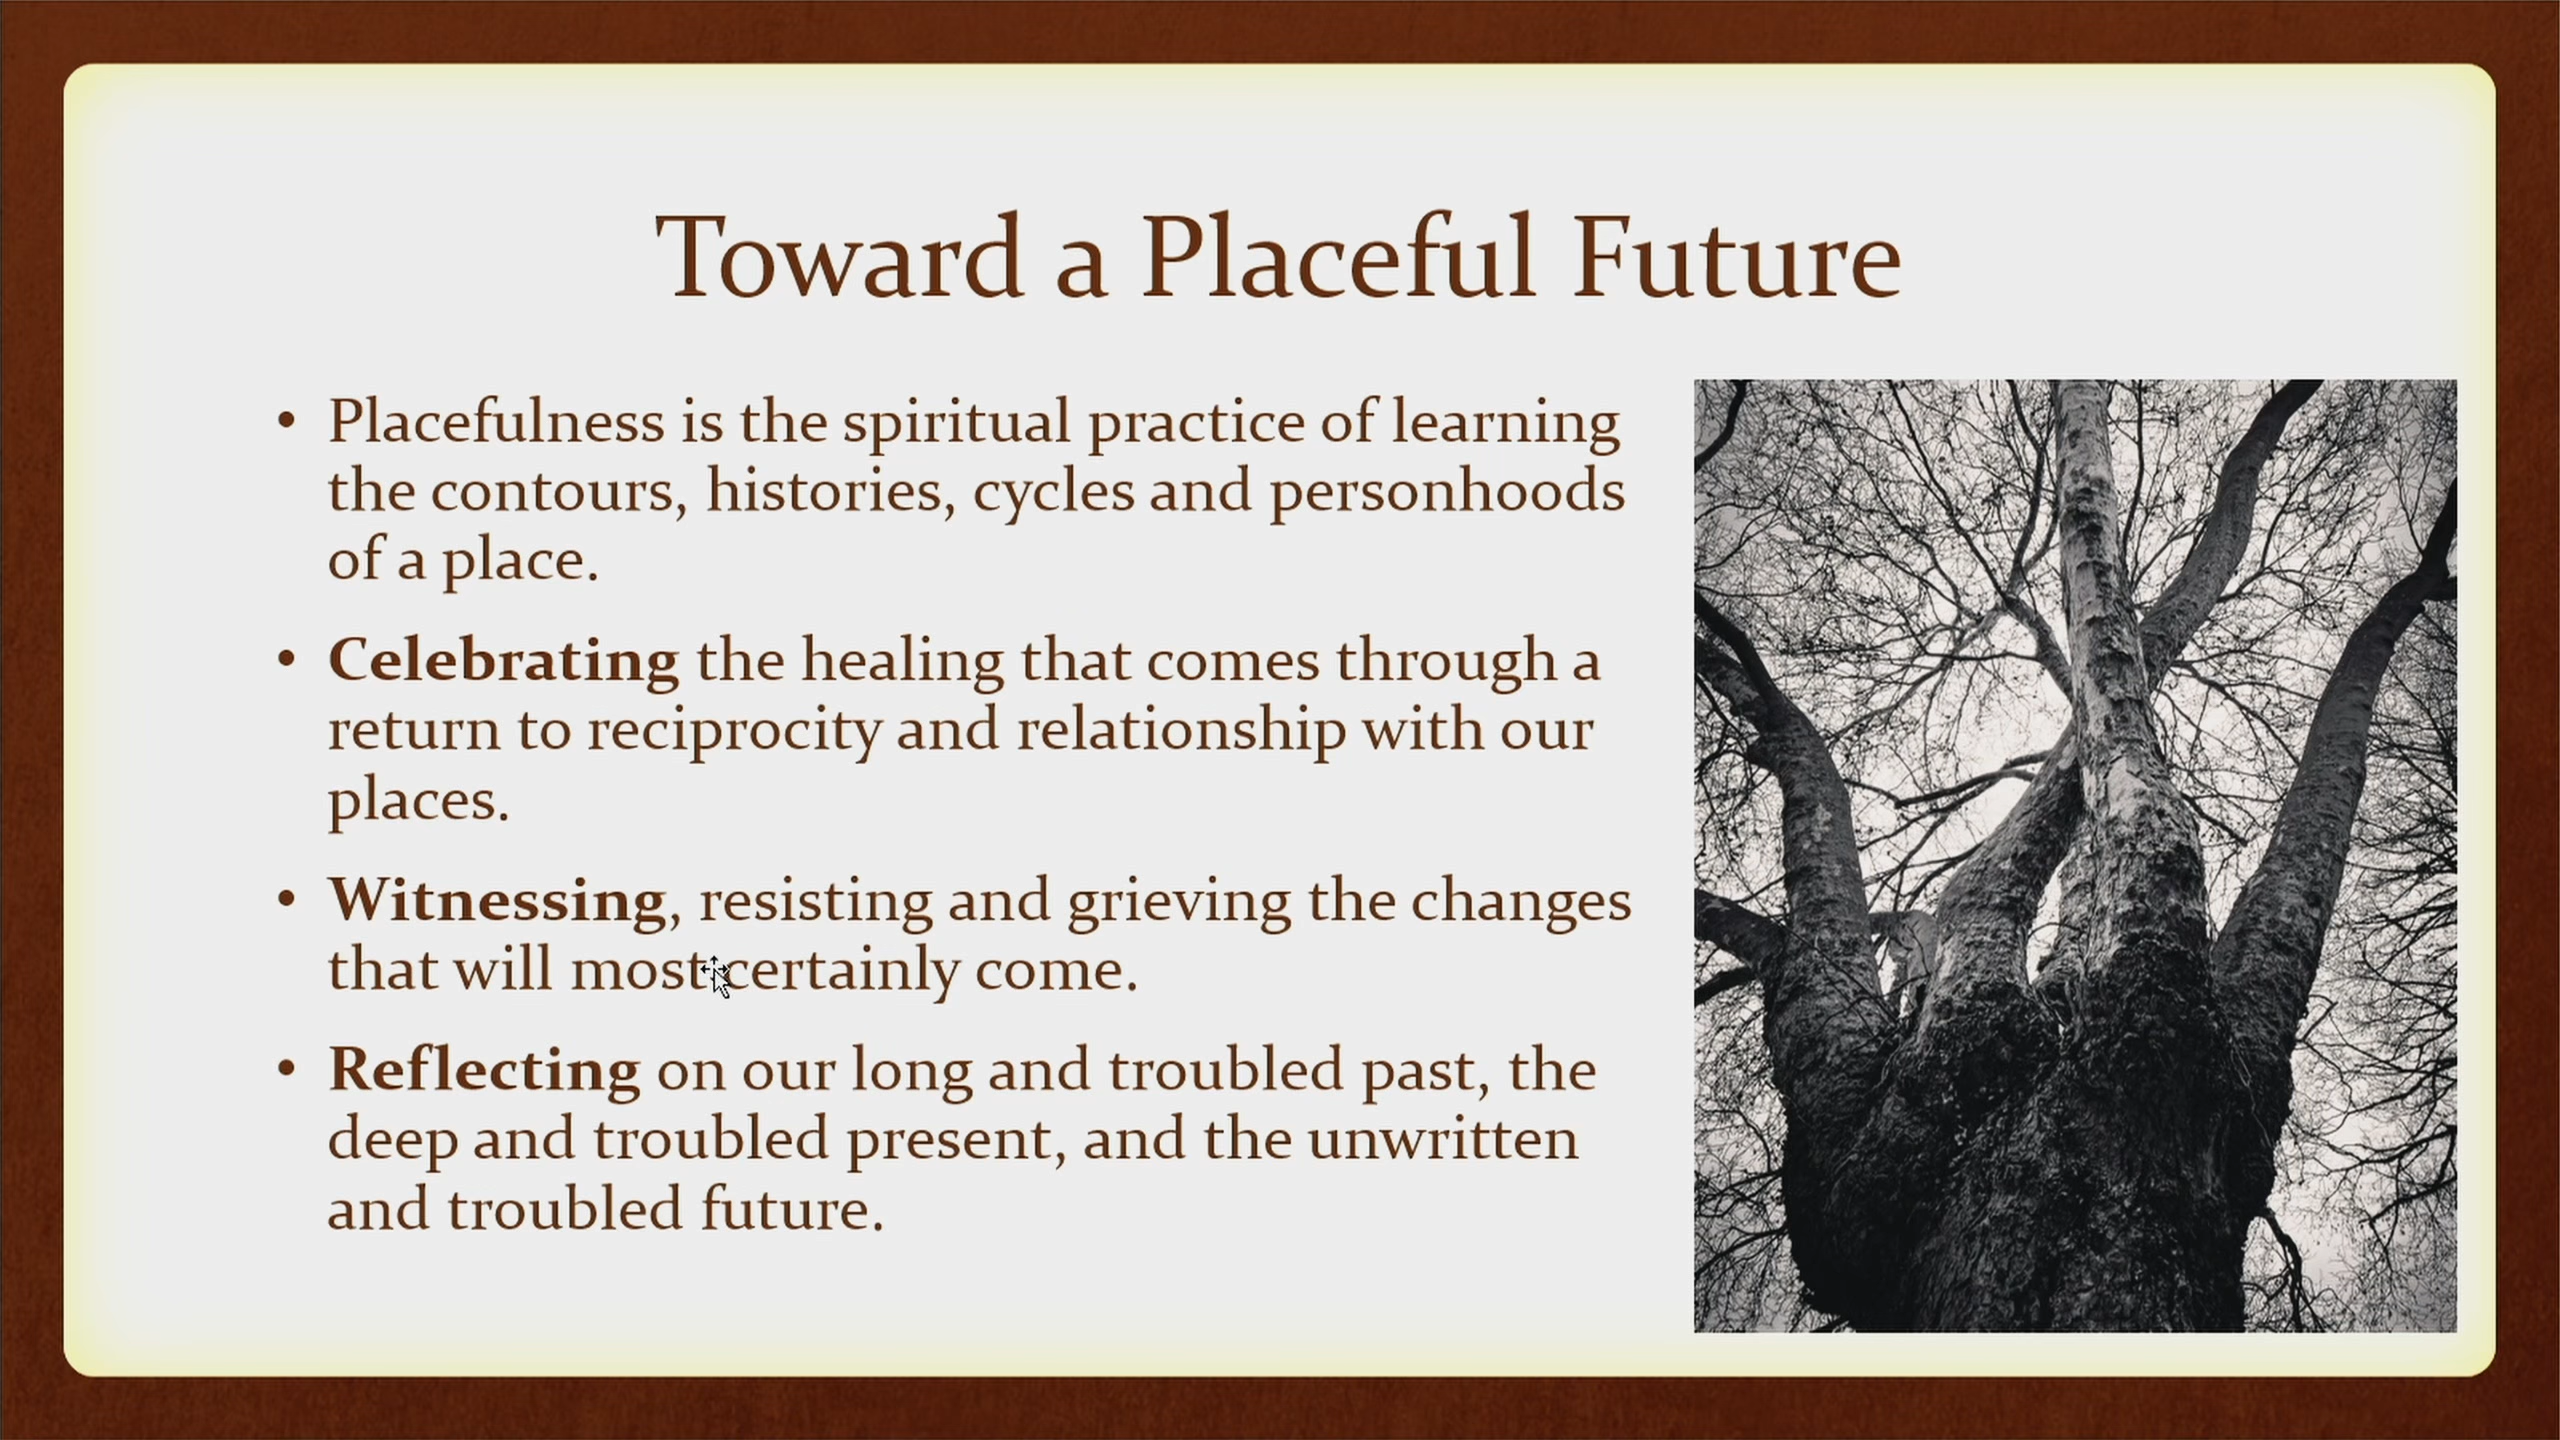 Toward a Placeful Future
• Placefulness is the spiritual practice of learning
the contours, histories, cycles and personhoods
of a place.
• Celebrating the healing that comes through a
return to reciprocity and relationship with our
places.
• Witnessing, resisting and grieving the changes
that will most certainly come.
• Reflecting on our long and troubled past, the
deep and troubled present, and the unwritten
and troubled future.